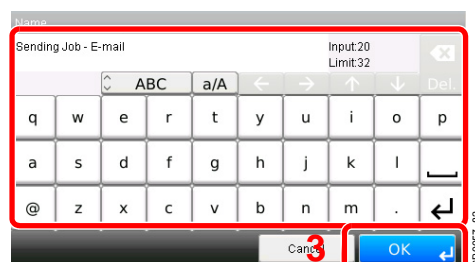 Name
Sending Job - E-mail
Input:20
Limit:32
ABC a/A Del.
q w e r t y u i o p
a s d f g h j k l
@ z x c v b n m .
Cancel 3 OK